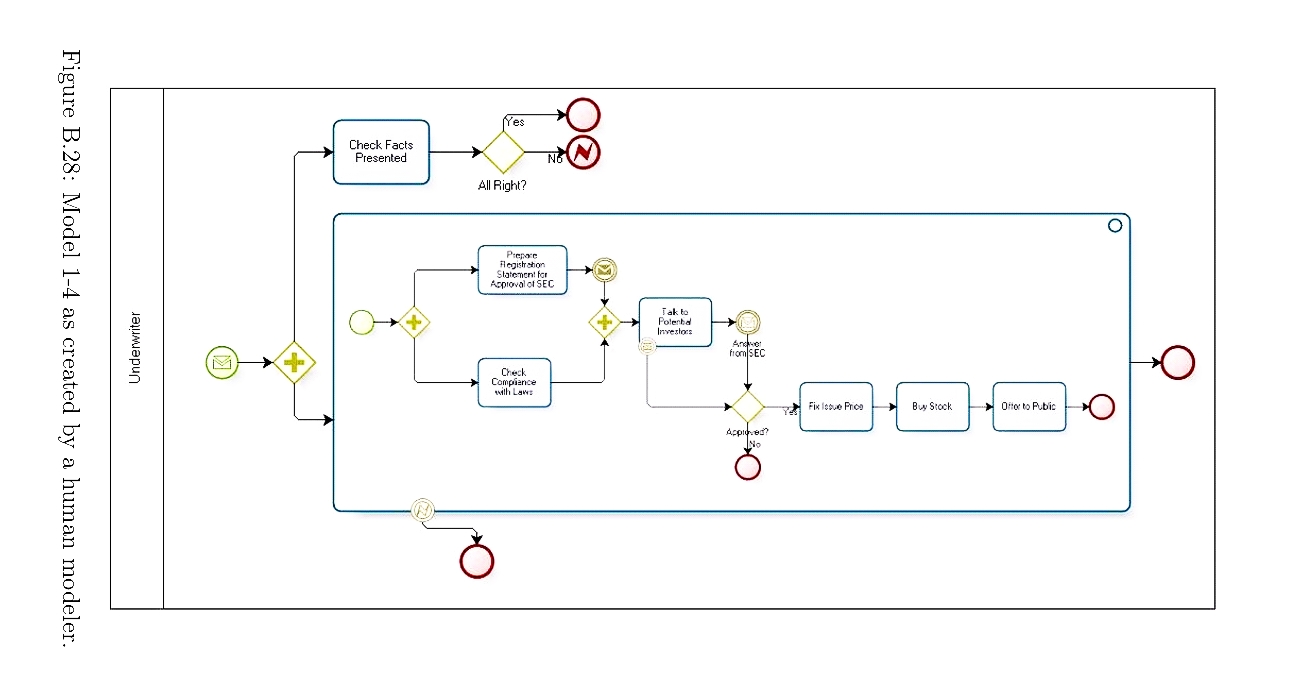 Figure B.28: Model 1-4 as created by a human modeler.
Underwriter
Check Facts
Presented
Yes
No
All Right?
Prepare
Registration
Statement for
Approval of SEC
Check
Compliance
with Laws
Talk to
Potential
Investors
Answer
from SEC
Approved?
Yes
No
Fix Issue Price
Buy Stock
Offer to Public